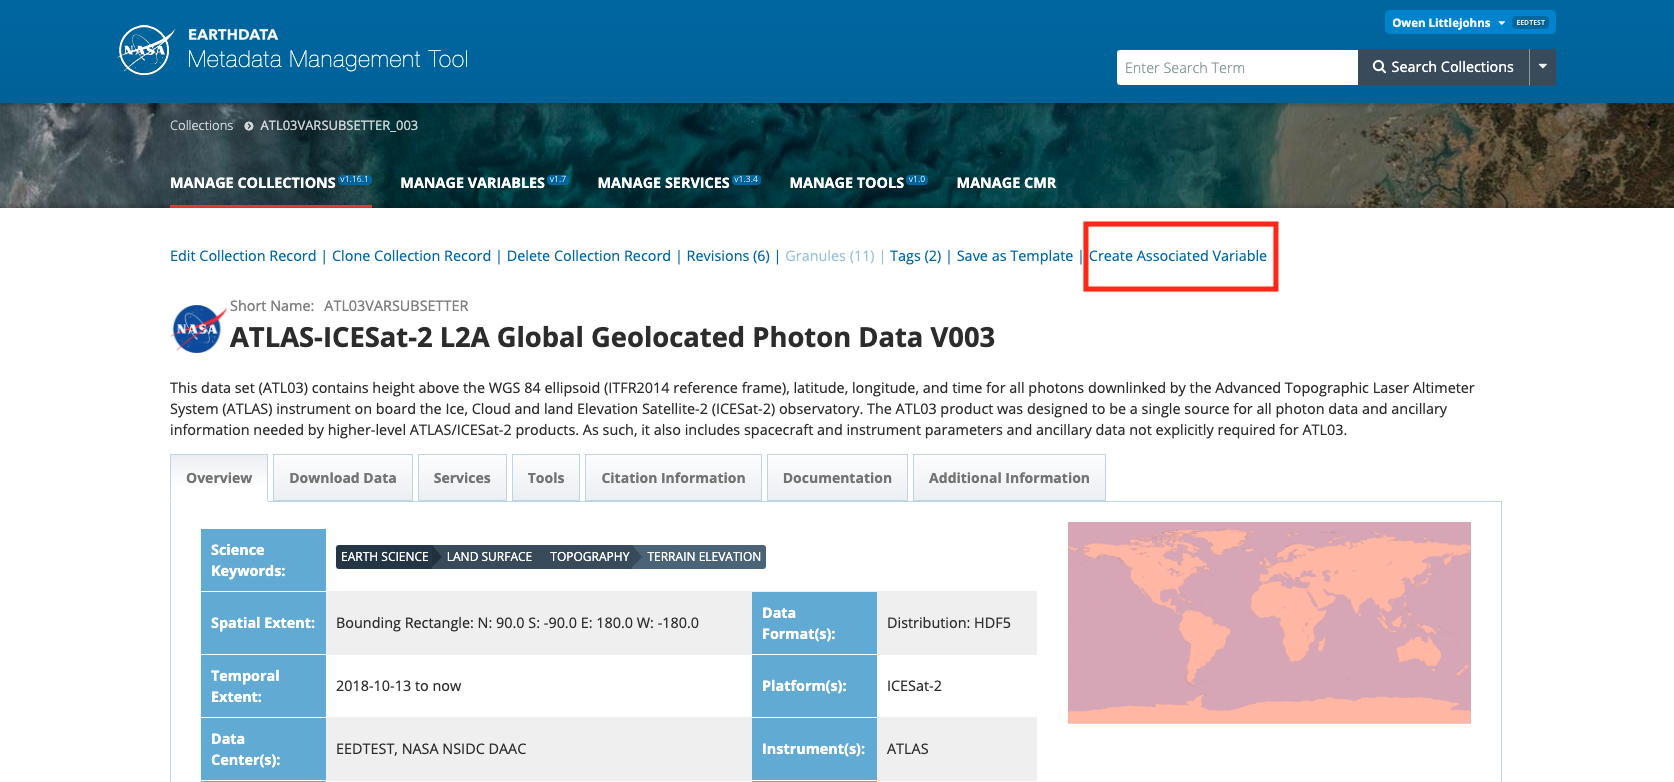 Owen Littlejohns EEDTEST
NASA
EARTHDATA
Metadata Management Tool
Enter Search Term
Search Collections
Collections ATL03VARSUBSETTER_003
MANAGE COLLECTIONS v1.16.1 MANAGE VARIABLES v1.7 MANAGE SERVICES v1.3.4 MANAGE TOOLS v1.0 MANAGE CMR
Edit Collection Record | Clone Collection Record | Delete Collection Record | Revisions (6) | Granules (11) | Tags (2) | Save as Template | Create Associated Variable
Short Name: ATL03VARSUBSETTER
NASA
ATLAS-ICESat-2 L2A Global Geolocated Photon Data V003
This data set (ATL03) contains height above the WGS 84 ellipsoid (ITFR2014 reference frame), latitude, longitude, and time for all photons downlinked by the Advanced Topographic Laser Altimeter
System (ATLAS) instrument on board the Ice, Cloud and land Elevation Satellite-2 (ICESat-2) observatory. The ATL03 product was designed to be a single source for all photon data and ancillary
information needed by higher-level ATLAS/ICESat-2 products. As such, it also includes spacecraft and instrument parameters and ancillary data not explicitly required for ATL03.
Overview Download Data Services Tools Citation Information Documentation Additional Information
Science
Keywords:
EARTH SCIENCE LAND SURFACE TOPOGRAPHY TERRAIN ELEVATION
Spatial Extent: Bounding Rectangle: N: 90.0 S: -90.0 E: 180.0 W: -180.0
Data
Format(s):
Distribution: HDF5
Temporal
Extent:
2018-10-13 to now
Platform(s): ICESat-2
Data
Center(s):
EEDTEST, NASA NSIDC DAAC
Instrument(s): ATLAS